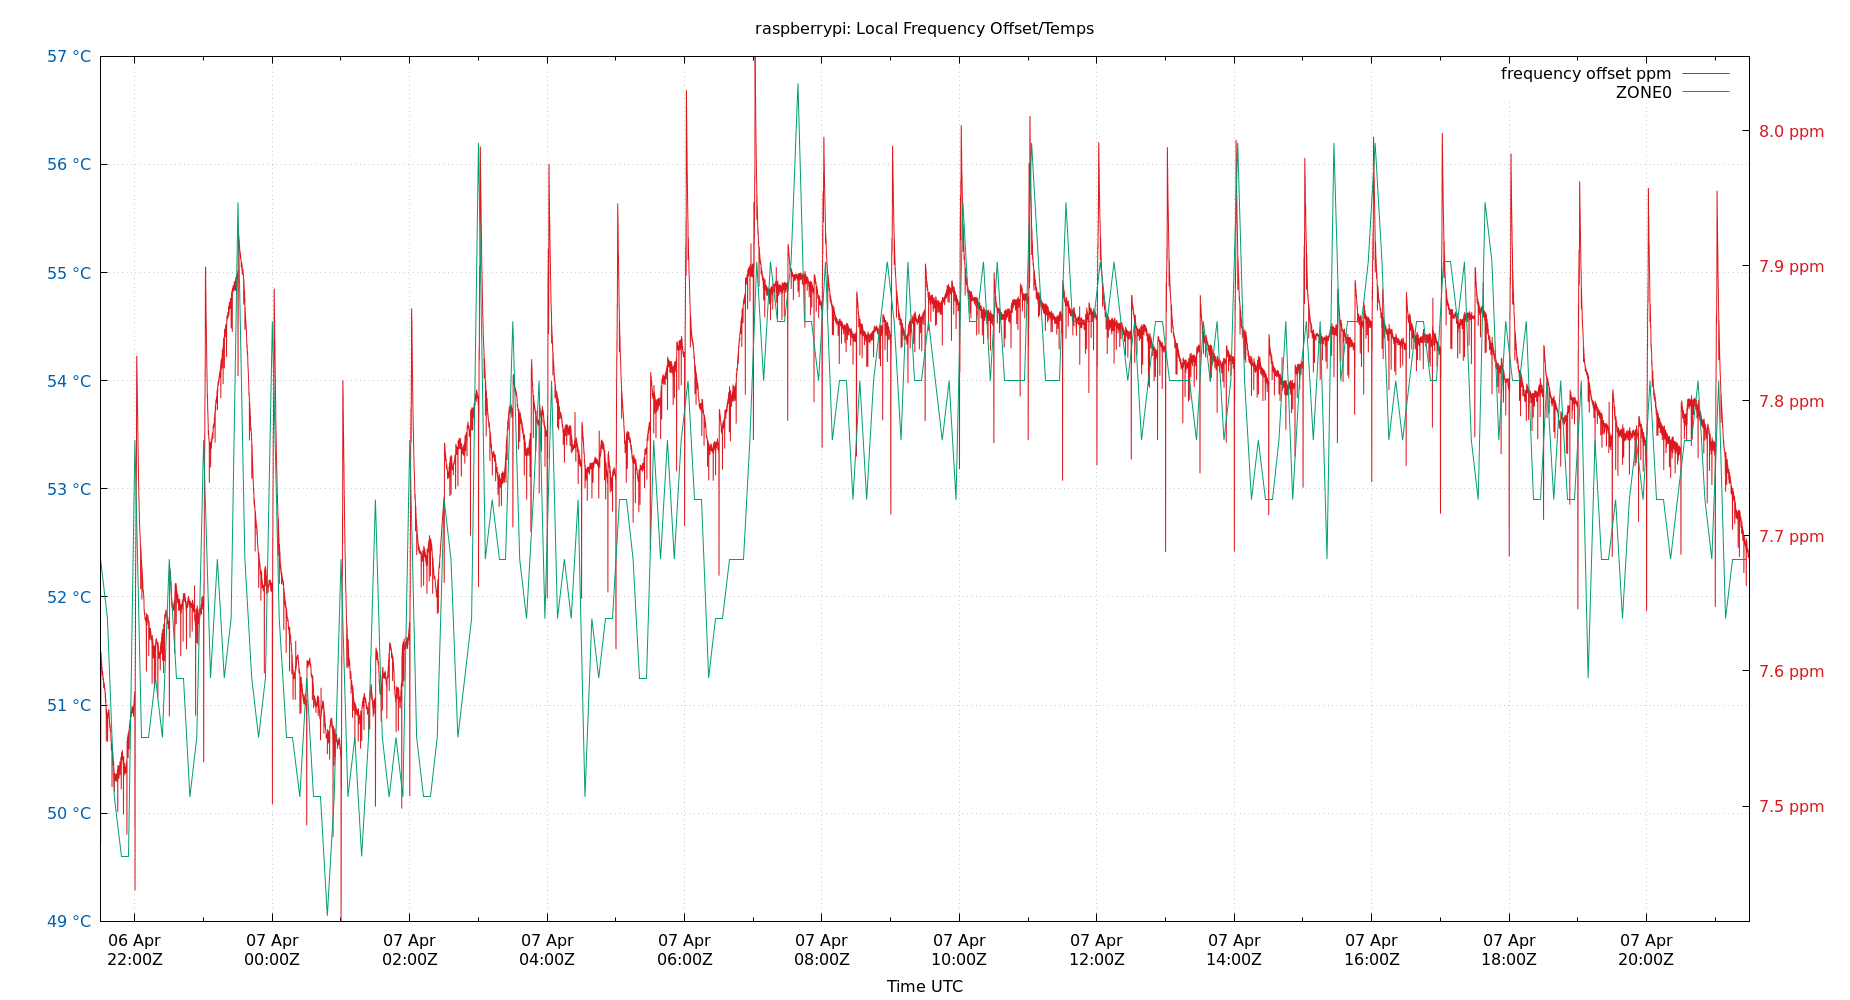 raspberrypi: Local Frequency Offset/Temps
57 °C
56 °C
55 °C
54 °C
53 °C
52 °C
51 °C
50 °C
49 °C
frequency offset ppm
ZONE0
8.0 ppm
7.9 ppm
7.8 ppm
7.7 ppm
7.6 ppm
7.5 ppm
06 Apr
22:00Z
07 Apr
00:00Z
07 Apr
02:00Z
07 Apr
04:00Z
07 Apr
06:00Z
07 Apr
08:00Z
07 Apr
10:00Z
07 Apr
12:00Z
07 Apr
14:00Z
07 Apr
16:00Z
07 Apr
18:00Z
07 Apr
20:00Z
Time UTC